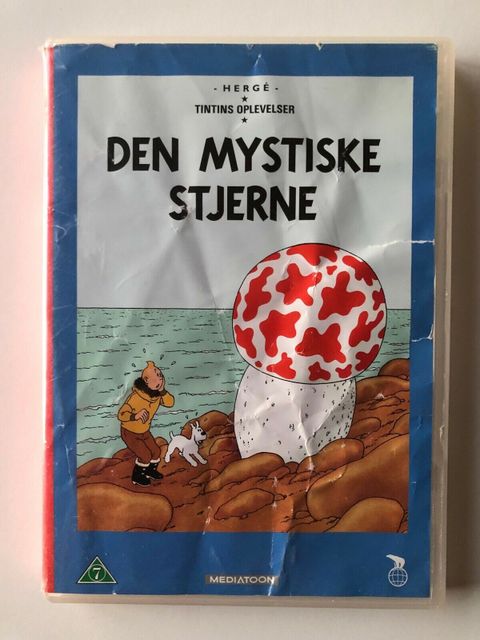 - HERGÉ -
TINTINS OPLEVELSER
DEN MYSTISKE
STJERNE
7
MEDIATOON